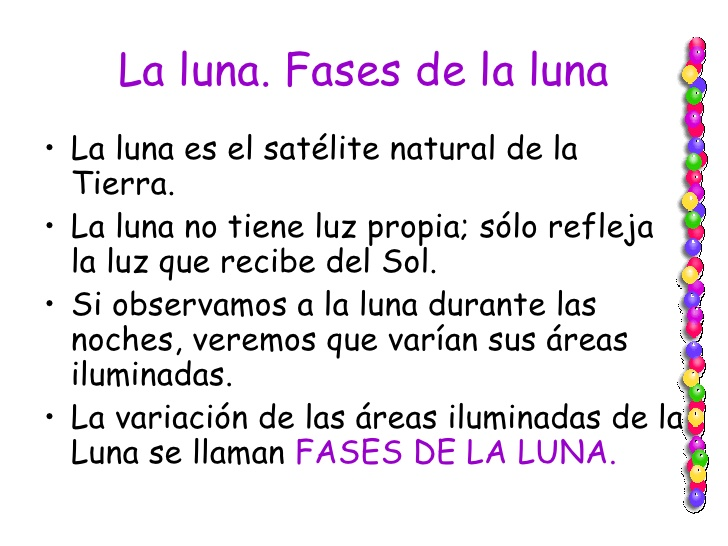 La luna. Fases de la luna
• La luna es el satélite natural de la
Tierra.
• La luna no tiene luz propia; sólo refleja
la luz que recibe del Sol.
• Si observamos a la luna durante las
noches, veremos que varían sus áreas
iluminadas.
• La variación de las áreas iluminadas de la
Luna se llaman FASES DE LA LUNA.